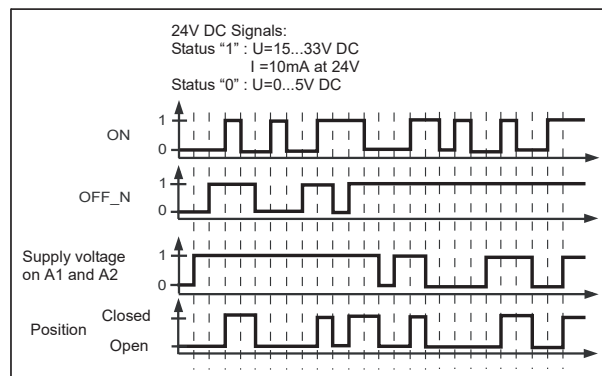 24V DC Signals:
Status “1” : U=15...33V DC
I =10mA at 24V
Status “0” : U=0...5V DC
1
ON
0
1
OFF_N
0
Supply voltage
on A1 and A2
1
0
Closed
Position
Open